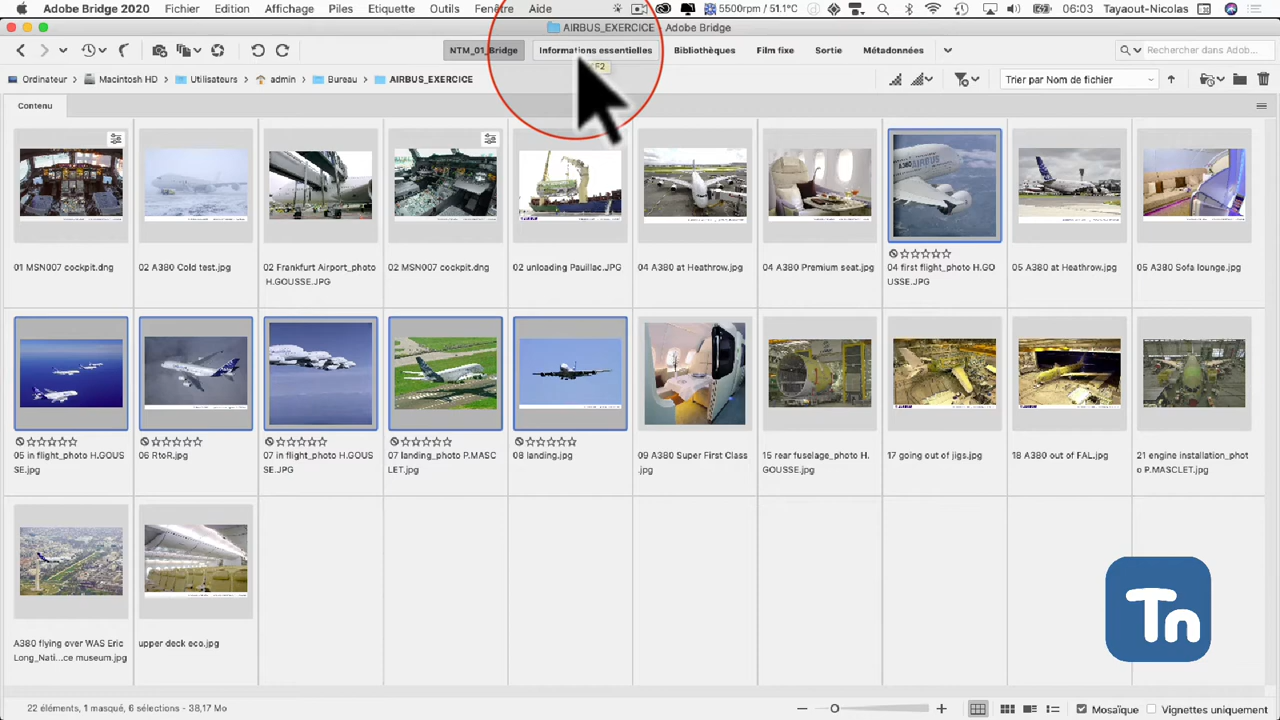 Adobe Bridge 2020 Fichier Edition Affichage Piles Etiquette Outils Fenêtre Aide 5500rpm / 51.1°C 06:03 Tayaout-Nicolas
AIRBUS_EXERCICE – Adobe Bridge
NTM_01_Bridge Informations essentielles Bibliothèques Film fixe Sortie Métadonnées Rechercher dans Adob...
F2
Ordinateur Macintosh HD Utilisateurs admin Bureau AIRBUS_EXERCICE Trier par Nom de fichier
Contenu
01 MSN007 cockpit.dng
02 A380 Cold test.jpg
02 Frankfurt Airport_photo
H.GOUSSE.JPG
02 MSN007 cockpit.dng
02 unloading Pauillac.JPG
04 A380 at Heathrow.jpg
04 A380 Premium seat.jpg
04 first flight_photo H.GO
USSE.JPG
05 A380 at Heathrow.jpg
05 A380 Sofa lounge.jpg
05 in flight_photo H.GOUS
SE.jpg
06 RtoR.jpg
07 in flight_photo H.GOUS
SE.JPG
07 landing_photo P.MASC
LET.jpg
08 landing.jpg
09 A380 Super First Class
.jpg
15 rear fuselage_photo H.
GOUSSE.jpg
17 going out of jigs.jpg
18 A380 out of FAL.jpg
21 engine installation_phot
o P.MASCLET.jpg
A380 flying over WAS Eric
Long_Nati...ce museum.jpg
upper deck eco.jpg
Tn
22 éléments, 1 masqué, 6 sélections - 38,17 Mo Mosaïque Vignettes uniquement